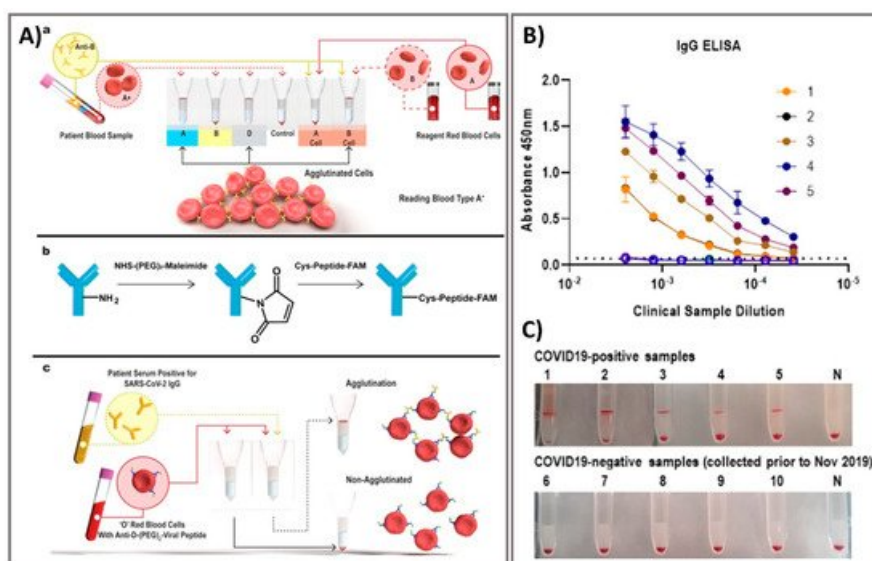 A)
a
Anti-B
A+
Patient Blood Sample
A
B
D
Control
A
Cell
B
Cell
B
A
Reagent Red Blood Cells
Agglutinated Cells
Reading Blood Type A+
b
NH2
NHS-(PEG)
-Maleimide
O
N
O
Cys-Peptide-FAM
Cys-Peptide-FAM
c
Patient Serum Positive for
SARS-CoV-2 IgG
'O' Red Blood Cells
With Anti-D-(PEG)
-Viral Peptide
Agglutination
Non-Agglutinated
B)
IgG ELISA
Absorbance 450nm
2.0
1.5
1.0
0.5
0.0
10-2
10-3
10-4
10-5
Clinical Sample Dilution
1
2
3
4
5
C)
COVID19-positive samples
1 2 3 4 5 N
COVID19-negative samples (collected prior to Nov 2019)
6 7 8 9 10 N